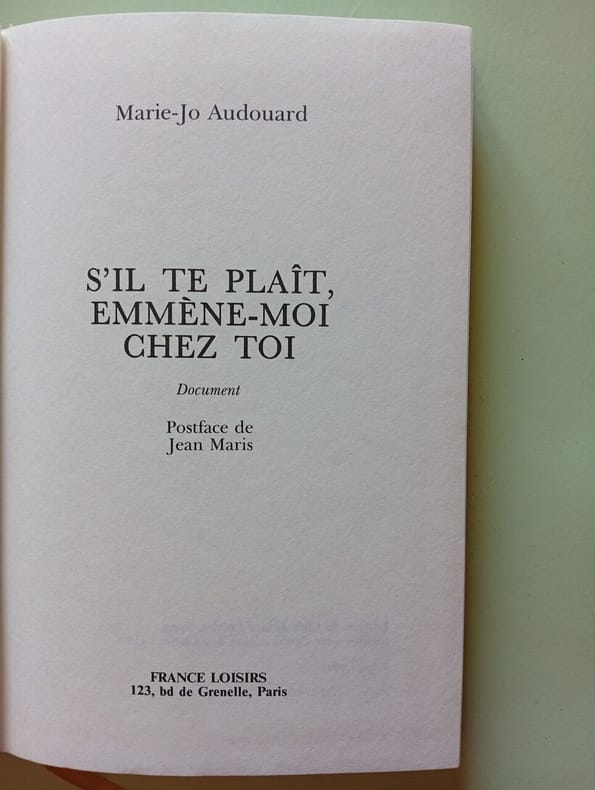 Marie-Jo Audouard
S'IL TE PLAÎT,
EMMÈNE-MOI
CHEZ TOI
Document
Postface de
Jean Maris
FRANCE LOISIRS
123, bd de Grenelle, Paris